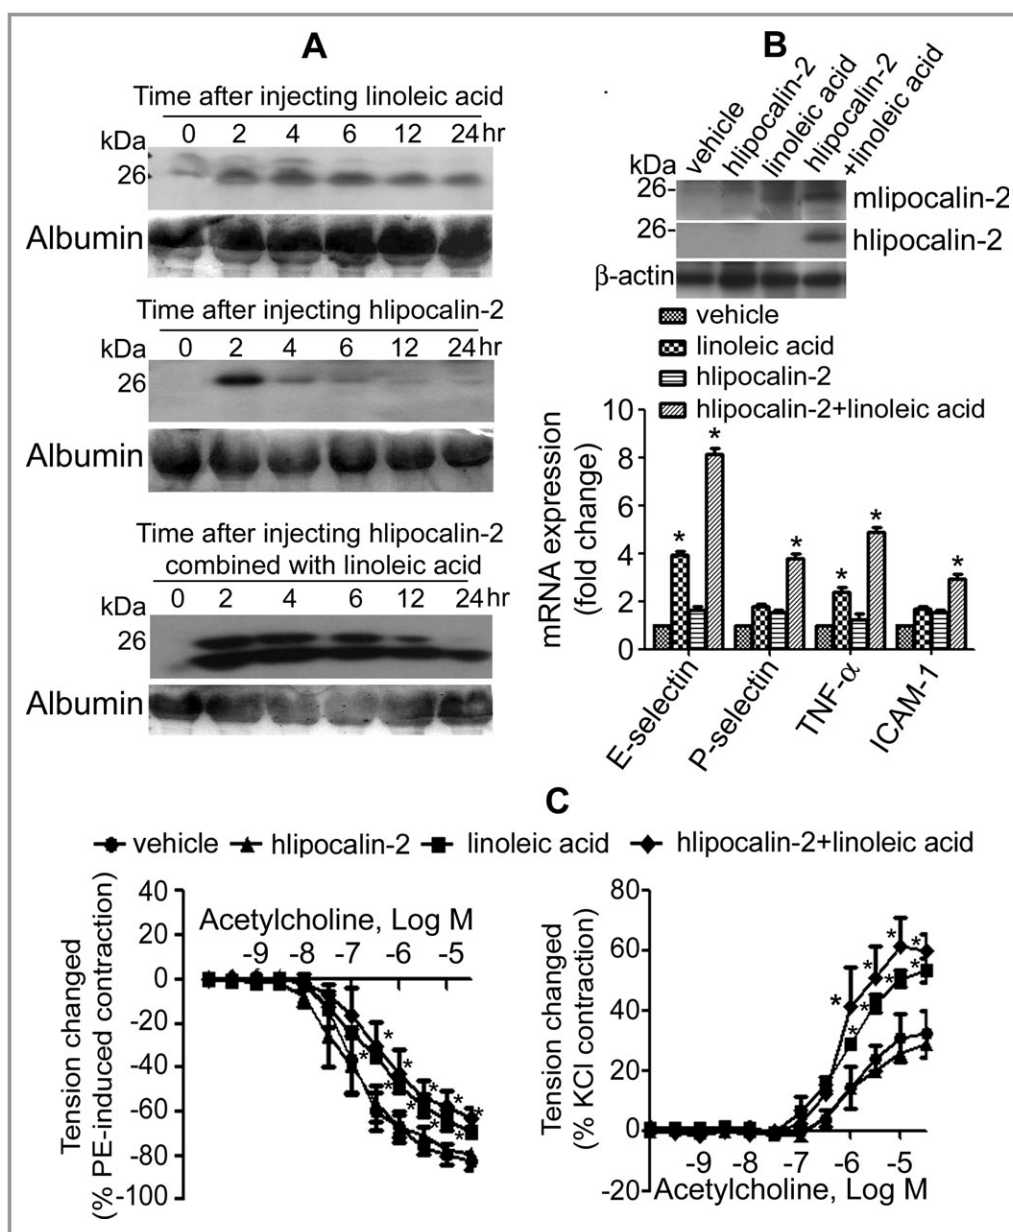 A
Time after injecting linoleic acid
kDa 0 2 4 6 12 24 hr
26
Albumin
Time after injecting hlipocalin-2
kDa 0 2 4 6 12 24 hr
26
Albumin
Time after injecting hlipocalin-2
combined with linoleic acid
kDa 0 2 4 6 12 24 hr
26
Albumin
B
vehicle
hlipocalin-2
linoleic acid
hlipocalin-2
+linoleic acid
kDa
26- mlipocalin-2
26- hlipocalin-2
β-actin
vehicle
linoleic acid
hlipocalin-2
hlipocalin-2+linoleic acid
mRNA expression
(fold change)
10
8
6
4
2
0
* * * * * *
E-selectin
P-selectin
TNF-α
ICAM-1
C
vehicle hlipocalin-2 linoleic acid hlipocalin-2+linoleic acid
Tension changed
(% PE-induced contraction)
40
20
0
-20
-40
-60
-80
-100
Acetylcholine, Log M
-9 -8 -7 -6 -5
Tension changed
(% KCl contraction)
80
60
40
20
0
-20
-9 -8 -7 -6 -5
Acetylcholine, Log M